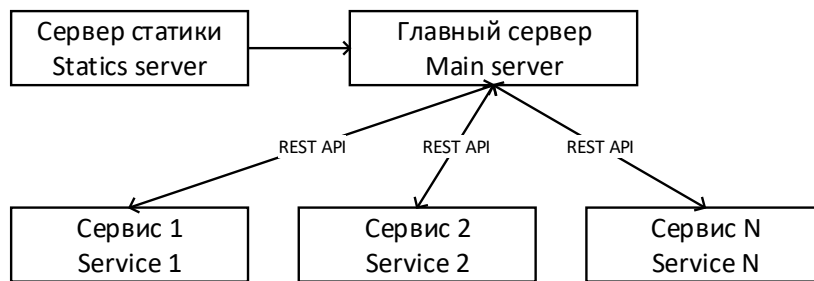 Сервер статики
Statics server
Главный сервер
Main server
REST API
REST API
REST API
Сервис 1
Service 1
Сервис 2
Service 2
Сервис N
Service N